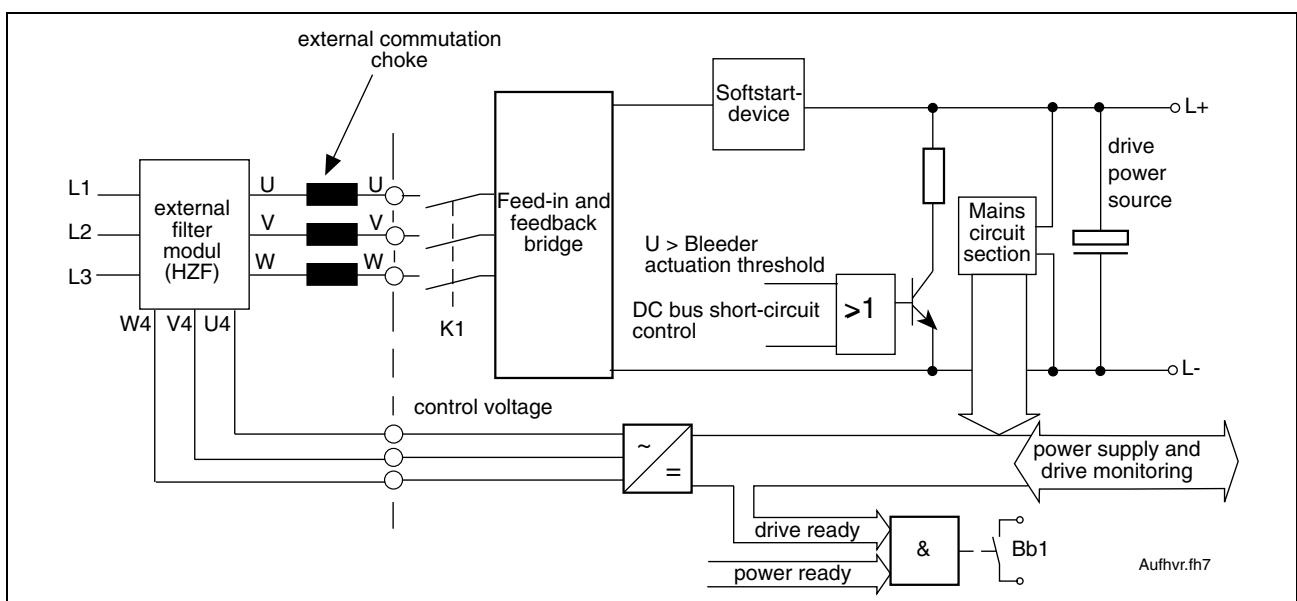 external commutation
choke
Softstart-
device
L+
drive
power
source
L1
L2
L3
external
filter
modul
(HZF)
U
V
W
U
V
W
K1
Feed-in and
feedback
bridge
U > Bleeder
actuation threshold
DC bus short-circuit
control
>1
Mains
circuit
section
L-
W4 V4 U4
control voltage
~
=
power supply and
drive monitoring
drive ready
power ready
&
Bb1
Aufhvr.fh7